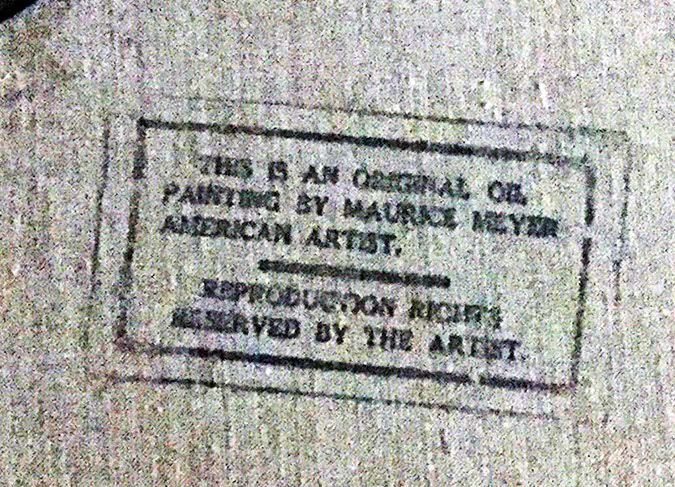 THIS IS AN ORIGINAL OIL
PAINTING BY MAURICE MEYER
AMERICAN ARTIST.
REPRODUCTION RIGHTS
RESERVED BY THE ARTIST.